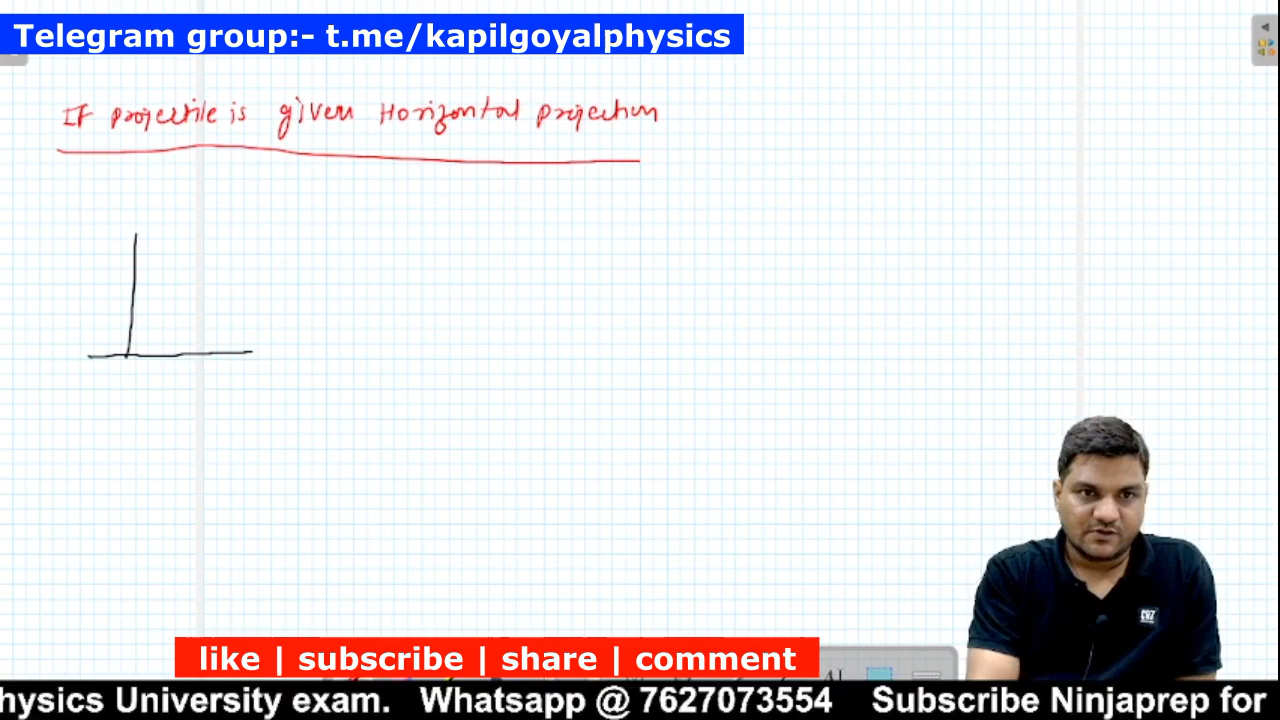 Telegram group:- t.me/kapilgoyalphysics
If projectile is given Horizontal projection
like | subscribe | share | comment
hysics University exam. Whatsapp @ 7627073554 Subscribe Ninjaprep for